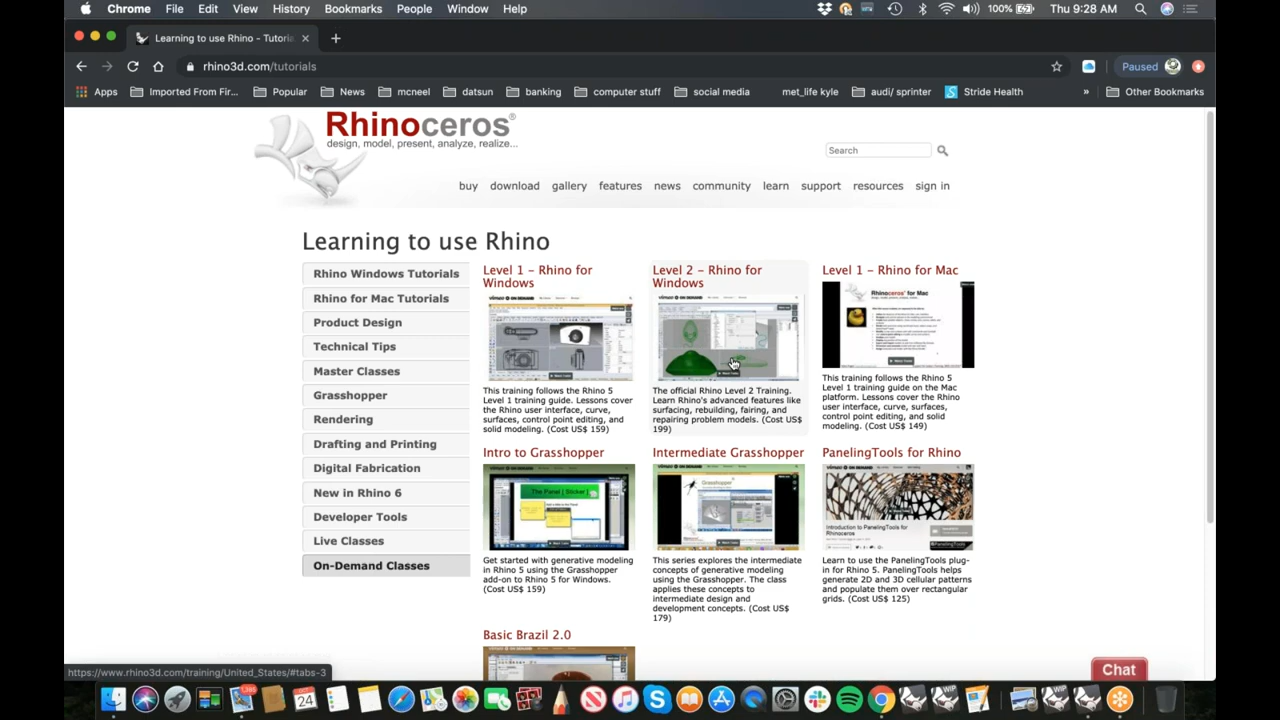 Chrome File Edit View History Bookmarks People Window Help 100% Thu 9:28 AM
Learning to use Rhino - Tutoria
rhino3d.com/tutorials Paused
Apps Imported From Fir... Popular News mcneel datsun banking computer stuff social media met_life kyle audi/ sprinter Stride Health » Other Bookmarks
Rhinoceros®
design, model, present, analyze, realize...
Search
buy download gallery features news community learn support resources sign in
Learning to use Rhino
Rhino Windows Tutorials
Rhino for Mac Tutorials
Product Design
Technical Tips
Master Classes
Grasshopper
Rendering
Drafting and Printing
Digital Fabrication
New in Rhino 6
Developer Tools
Live Classes
On-Demand Classes
Level 1 – Rhino for
Windows
This training follows the Rhino 5
Level 1 training guide. Lessons cover
the Rhino user interface, curve,
surfaces, control point editing, and
solid modeling. (Cost US$ 159)
Level 2 – Rhino for
Windows
The official Rhino Level 2 Training.
Learn Rhino's advanced features like
surfacing, rebuilding, fairing, and
repairing problem models. (Cost US$
199)
Level 1 – Rhino for Mac
Rhinoceros for Mac
This training follows the Rhino 5
Level 1 training guide on the Mac
platform. Lessons cover the Rhino
user interface, curve, surfaces,
control point editing, and solid
modeling. (Cost US$ 149)
Intro to Grasshopper
The Panel [ Sticker ]
Get started with generative modeling
in Rhino 5 using the Grasshopper
add-on to Rhino 5 for Windows.
(Cost US$ 159)
Intermediate Grasshopper
Grasshopper
This series explores the intermediate
concepts of generative modeling
using the Grasshopper. The class
applies these concepts to
intermediate design and
development concepts. (Cost US$
179)
PanelingTools for Rhino
Introduction to PanelingTools for
Rhinoceros
Learn to use the PanelingTools plug-
in for Rhino 5. PanelingTools helps
generate 2D and 3D cellular patterns
and populate them over rectangular
grids. (Cost US$ 125)
Basic Brazil 2.0
https://www.rhino3d.com/training/United_States/#tabs-3
Chat